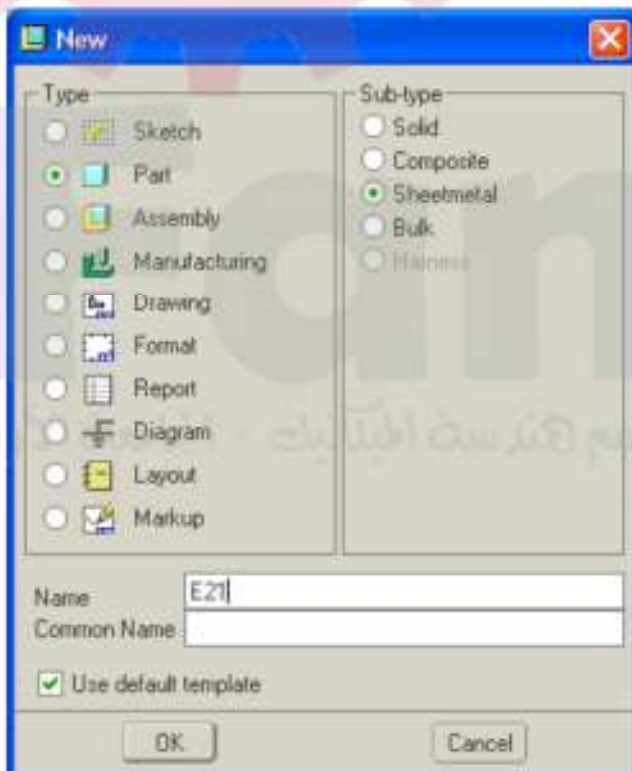 New
Type
Sketch
Part
Assembly
Manufacturing
Drawing
Format
Report
Diagram
Layout
Markup
Sub-type
Solid
Composite
Sheetmetal
Bulk
Harness
Name
E21
Common Name
Use default template
OK
Cancel